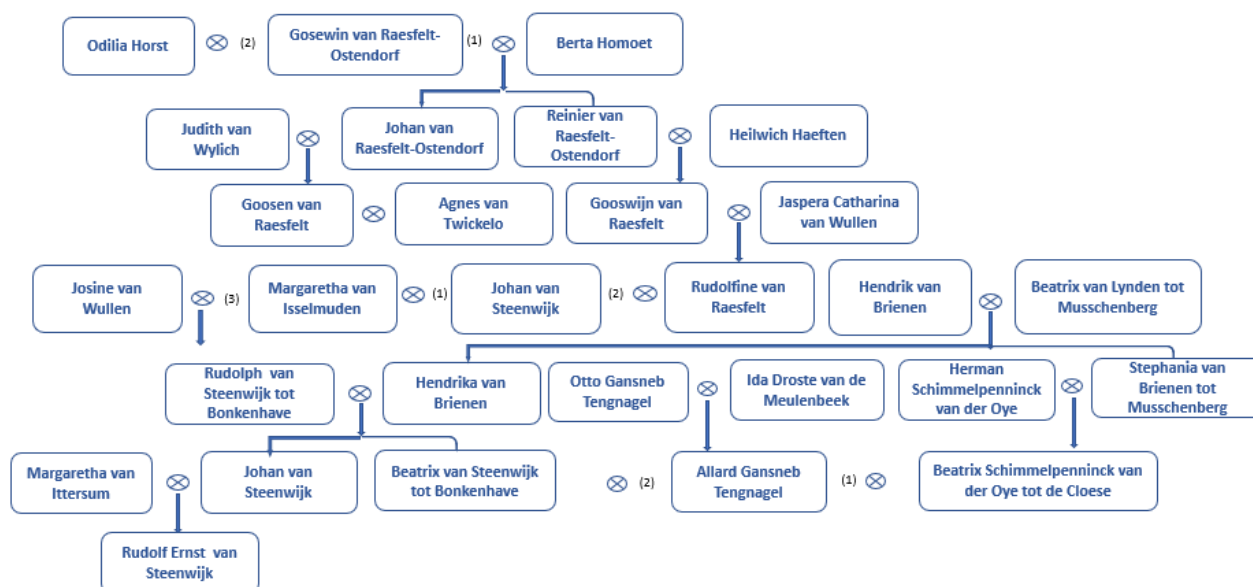 Odilia Horst
(2)
Gosewin van Raesfelt-
Ostendorf
(1)
Berta Homoet
Judith van
Wylich
Johan van
Raesfelt-Ostendorf
Reinier van
Raesfelt-
Ostendorf
Heilwich Haeften
Goosen van
Raesfelt
Agnes van
Twickelo
Gooswijn van
Raesfelt
Jaspera Catharina
van Wullen
Josine van
Wullen
(3)
Margaretha van
Isselmuden
(1)
Johan van
Steenwijk
(2)
Rudolfine van
Raesfelt
Hendrik van
Brienen
Beatrix van Lynden tot
Musschenberg
Rudolph van
Steenwijk tot
Bonkenhave
Hendrika van
Brienen
Otto Gansneb
Tengnagel
Ida Droste van de
Meulenbeek
Herman
Schimmelpenninck
van der Oye
Stephania van
Brienen tot
Musschenberg
Margaretha van
Ittersum
Johan van
Steenwijk
Beatrix van Steenwijk
tot Bonkenhave
(2)
Allard Gansneb
Tengnagel
(1)
Beatrix Schimmelpenninck van
der Oye tot de Cloese
Rudolf Ernst van
Steenwijk